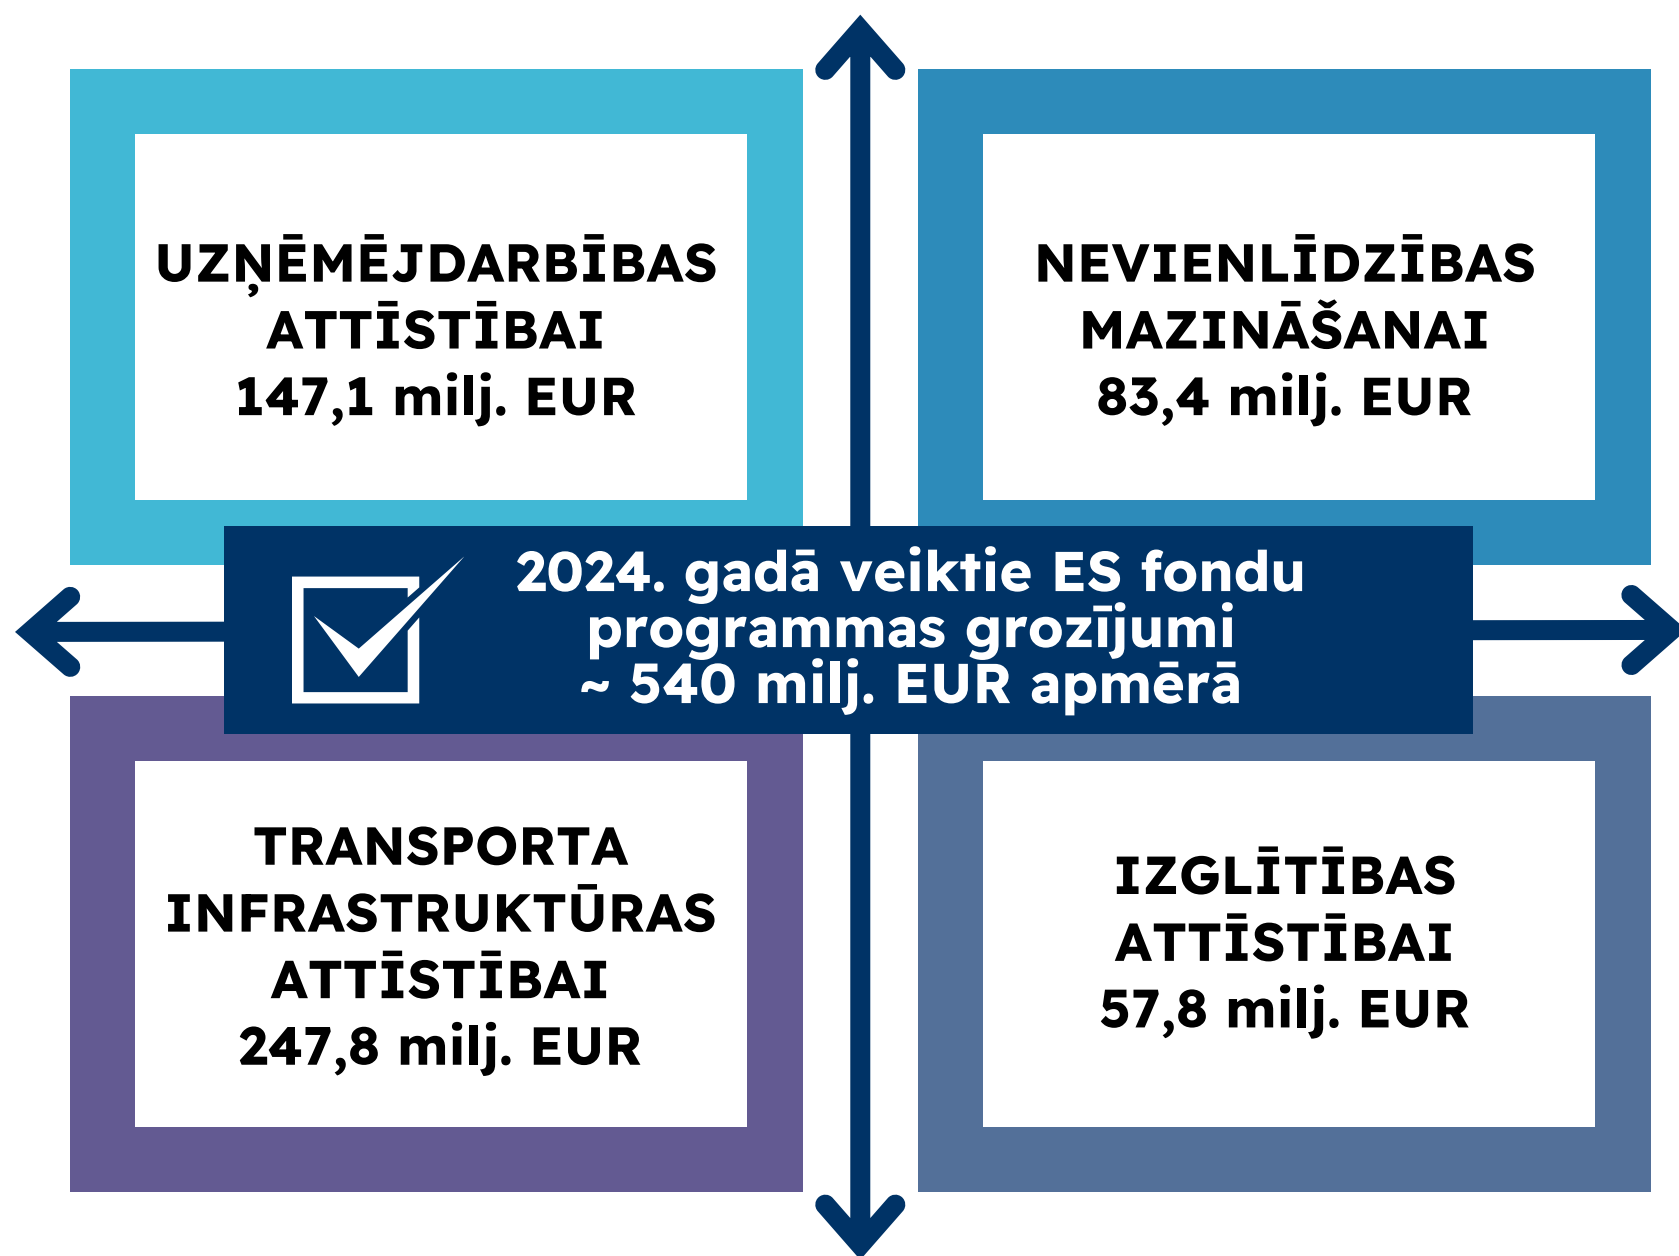 UZŅĒMĒJDARBĪBAS
ATTĪSTĪBAI
147,1 milj. EUR
NEVIENLĪDZĪBAS
MAZINĀŠANAI
83,4 milj. EUR
2024. gadā veiktie ES fondu
programmas grozījumi
~ 540 milj. EUR apmērā
TRANSPORTA
INFRASTRUKTŪRAS
ATTĪSTĪBAI
247,8 milj. EUR
IZGLĪTĪBAS
ATTĪSTĪBAI
57,8 milj. EUR